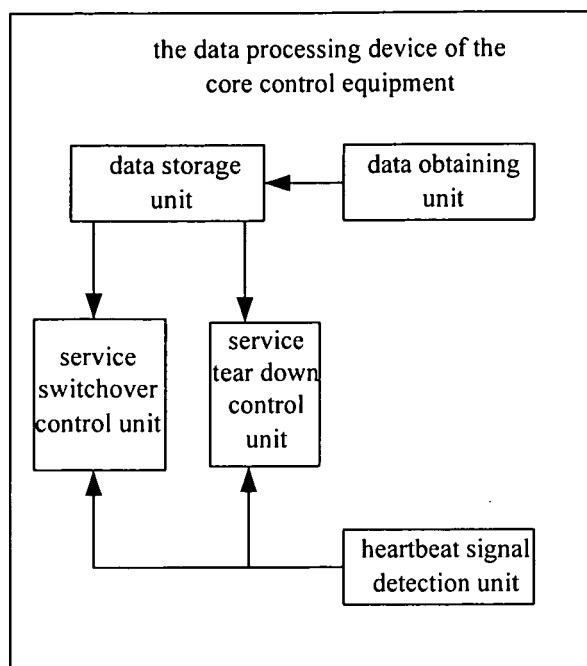 the data processing device of the
core control equipment
data storage
unit
data obtaining
unit
service
switchover
control unit
service
tear down
control
unit
heartbeat signal
detection unit